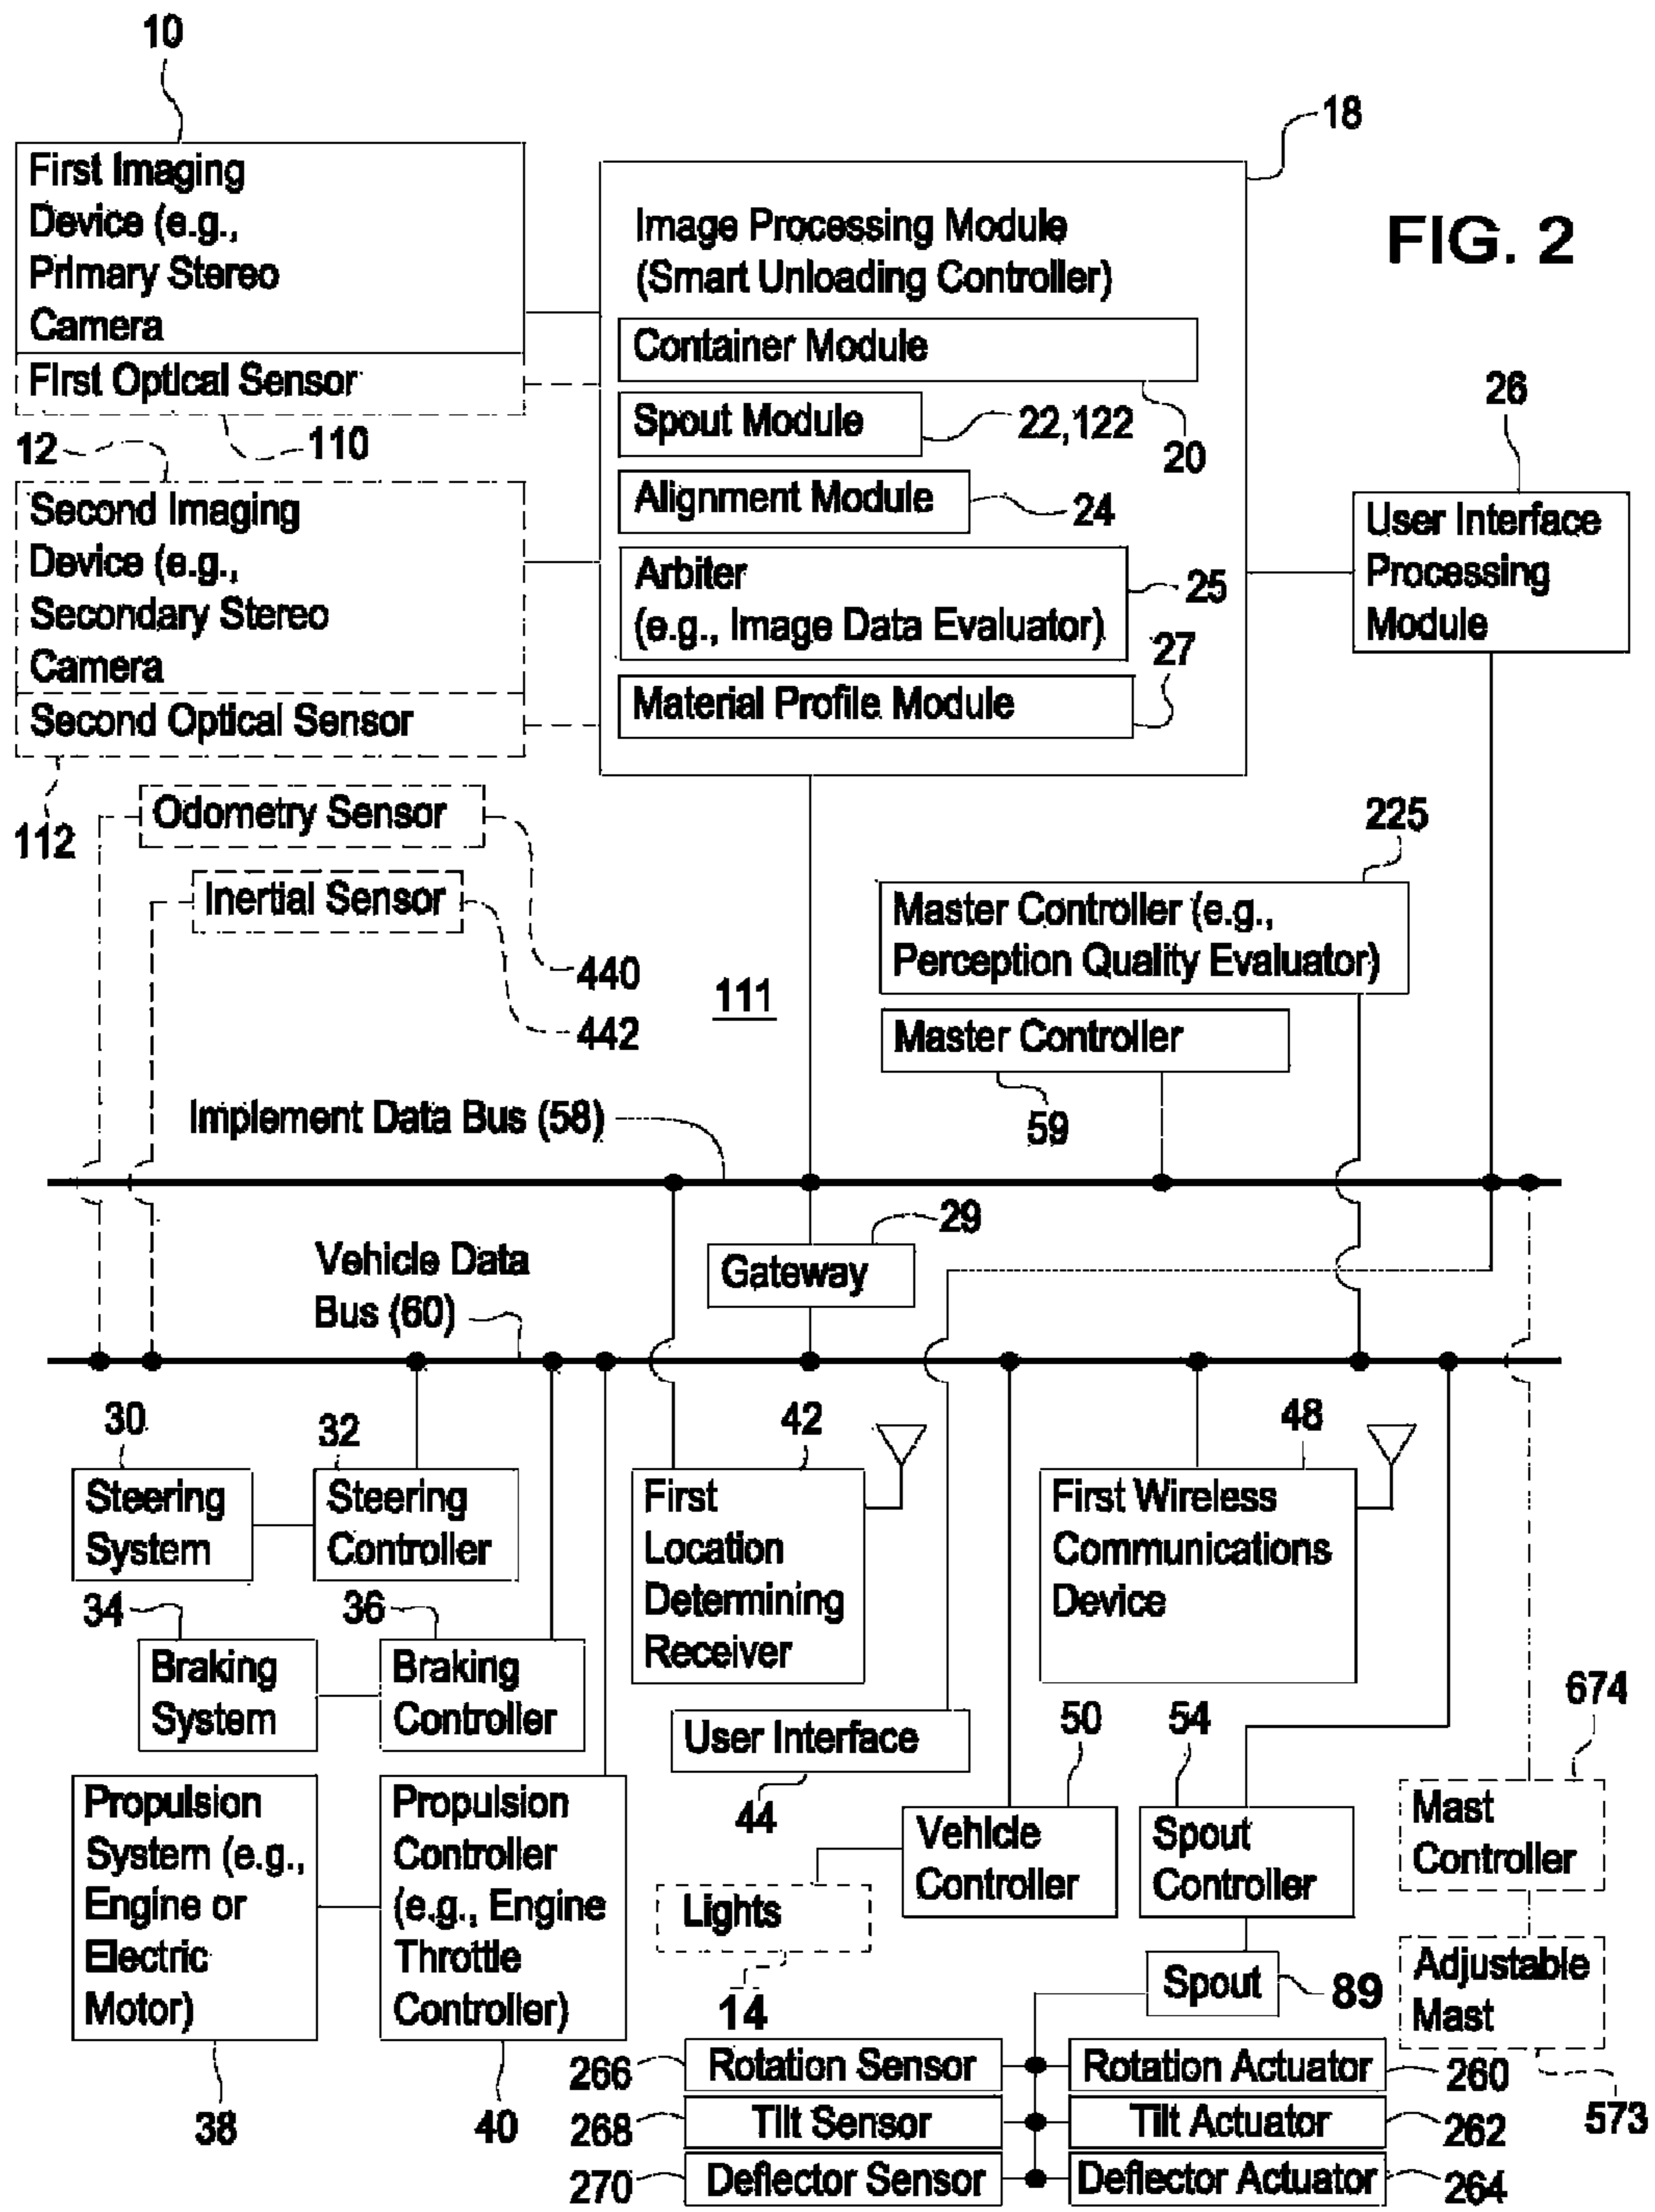 10
18
First Imaging
Device (e.g.,
Primary Stereo
Camera
First Optical Sensor
110
12
Second Imaging
Device (e.g.,
Secondary Stereo
Camera
Second Optical Sensor
112
Image Processing Module
(Smart Unloading Controller)
Container Module
20
Spout Module
22,122
Alignment Module
24
Arbiter
(e.g., Image Data Evaluator)
25
Material Profile Module
27
FIG. 2
26
User Interface
Processing
Module
Odometry Sensor
440
Inertial Sensor
442
111
225
Master Controller (e.g.,
Perception Quality Evaluator)
Master Controller
59
Implement Data Bus (58)
29
Gateway
Vehicle Data
Bus (60)
30
Steering
System
32
Steering
Controller
34
Braking
System
36
Braking
Controller
Propulsion
System (e.g.,
Engine or
Electric
Motor)
38
Propulsion
Controller
(e.g., Engine
Throttle
Controller)
40
42
First
Location
Determining
Receiver
User Interface
44
48
First Wireless
Communications
Device
50
Vehicle
Controller
Lights
14
54
Spout
Controller
Spout
89
674
Mast
Controller
Adjustable
Mast
573
266
Rotation Sensor
Rotation Actuator
260
268
Tilt Sensor
Tilt Actuator
262
270
Deflector Sensor
Deflector Actuator
264